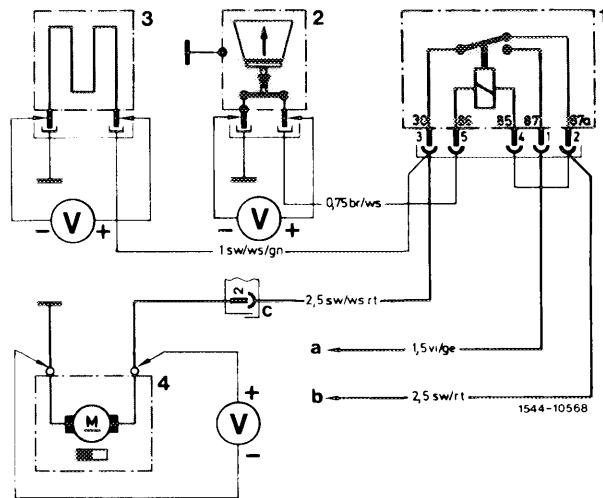 3
2
1
30 86 85 87 87a
3 5 4 1 2
0,75 br/ws
- V +
- V +
1 sw/ws/gn
2
C
2,5 sw/ws rt
a 1,5 vi/ge
b 2,5 sw/rt
1544-10568
4
M
+
V
-